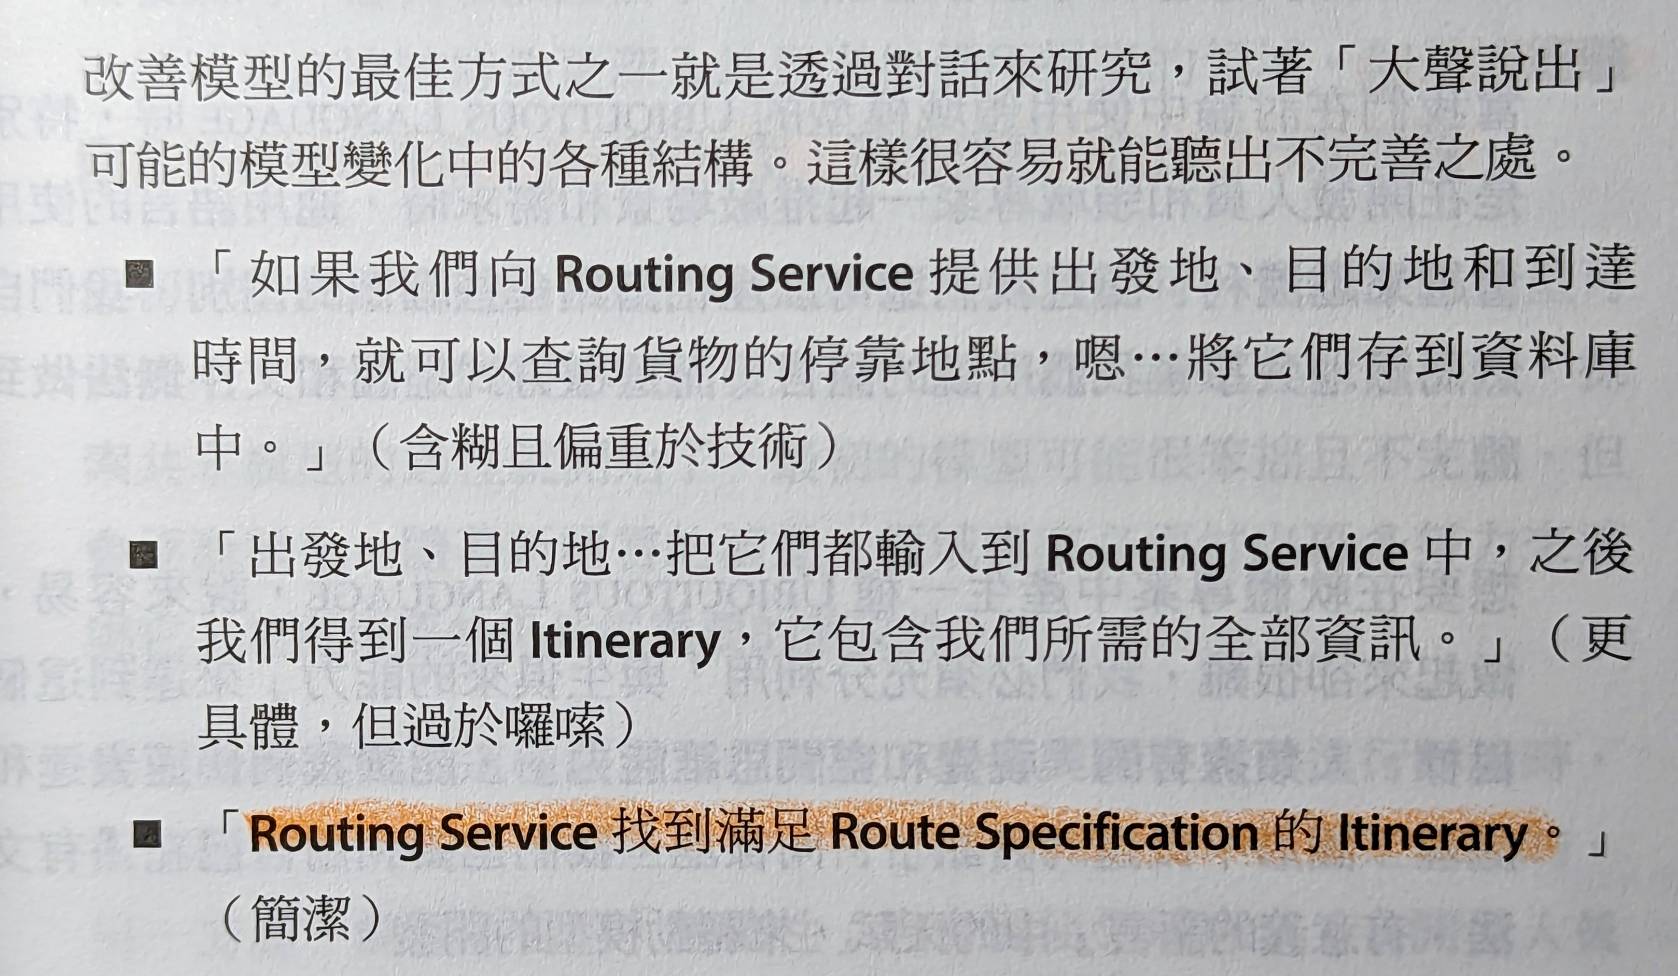 改善模型的最佳方式之一就是透過對話來研究，試著「大聲說出」
可能的模型變化中的各種結構。這樣很容易就能聽出不完善之處。
■ 「如果我們向 Routing Service 提供出發地、目的地和到達
時間，就可以查詢貨物的停靠地點，嗯…將它們存到資料庫
中。」（含糊且偏重於技術）
■ 「出發地、目的地…把它們都輸入到 Routing Service 中，之後
我們得到一個 Itinerary，它包含我們所需的全部資訊。」（更
具體，但過於囉嗦）
■ 「Routing Service 找到滿足 Route Specification 的 Itinerary。」
（簡潔）